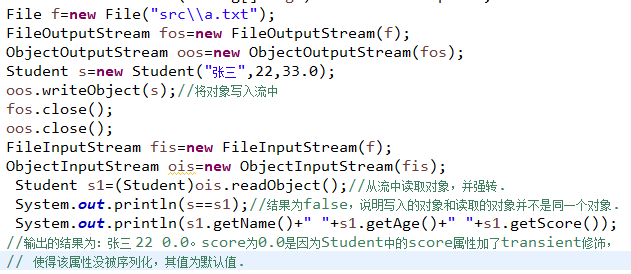 File f=new File("src\\a.txt");
FileOutputStream fos=new FileOutputStream(f);
ObjectOutputStream oos=new ObjectOutputStream(fos);
Student s=new Student("张三",22,33.0);
oos.writeObject(s);//将对象写入流中
fos.close();
oos.close();
FileInputStream fis=new FileInputStream(f);
ObjectInputStream ois=new ObjectInputStream(fis);
Student s1=(Student)ois.readObject();//从流中读取对象,并强转.
System.out.println(s==s1);//结果为false,说明写入的对象和读取的对象并不是同一个对象.
System.out.println(s1.getName()+" "+s1.getAge()+" "+s1.getScore());
//输出的结果为:张三 22 0.0。score为0.0是因为Student中的score属性加了transient修饰,
// 使得该属性没被序列化,其值为默认值.